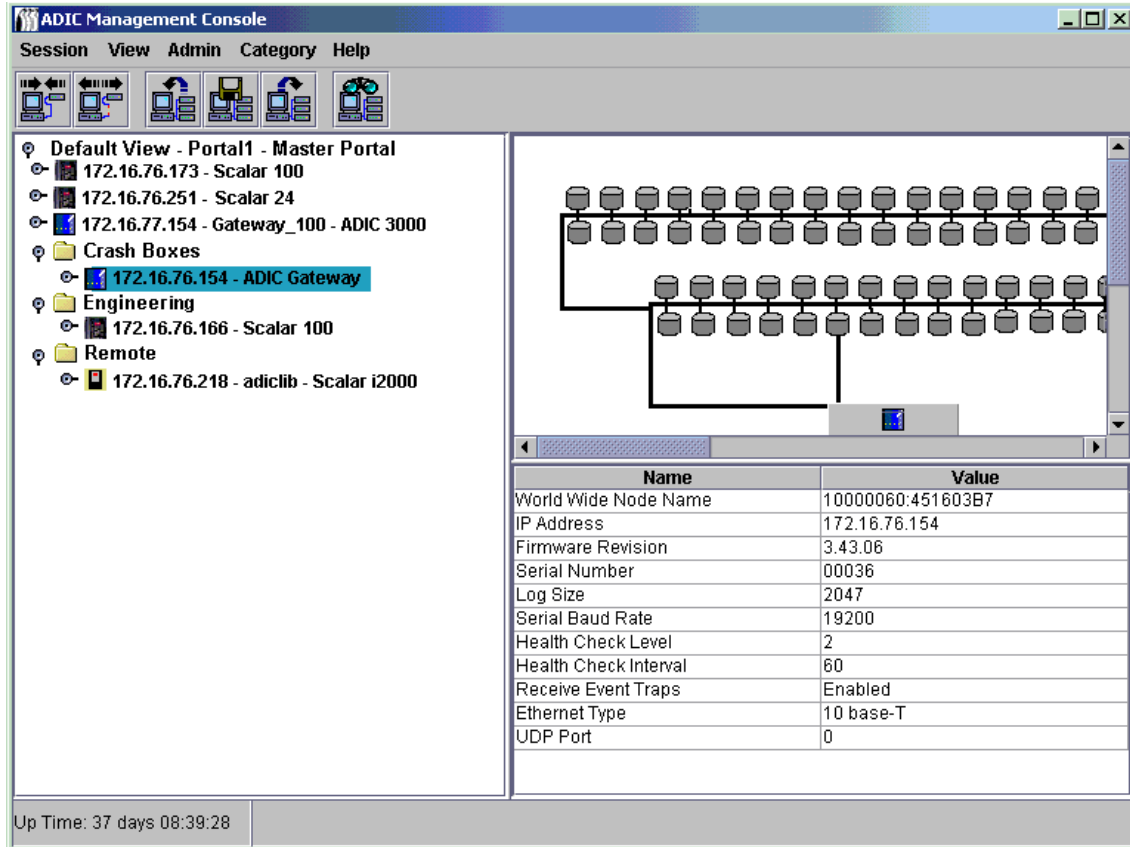 ADIC Management Console
Session View Admin Category Help
Default View - Portal1 - Master Portal
172.16.76.173 - Scalar 100
172.16.76.251 - Scalar 24
172.16.77.154 - Gateway_100 - ADIC 3000
Crash Boxes
172.16.76.154 - ADIC Gateway
Engineering
172.16.76.166 - Scalar 100
Remote
172.16.76.218 - adiclib - Scalar i2000
Name Value
World Wide Node Name 10000060:451603B7
IP Address 172.16.76.154
Firmware Revision 3.43.06
Serial Number 00036
Log Size 2047
Serial Baud Rate 19200
Health Check Level 2
Health Check Interval 60
Receive Event Traps Enabled
Ethernet Type 10 base-T
UDP Port 0
Up Time: 37 days 08:39:28